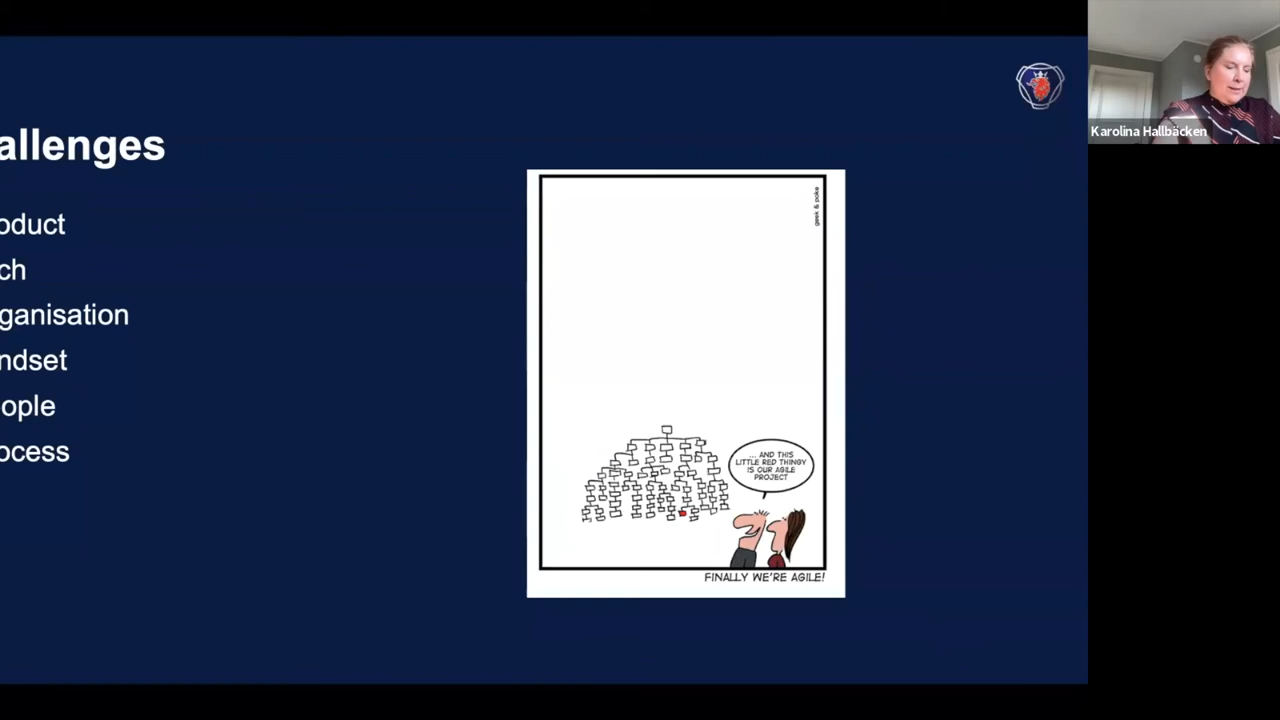 allenges
oduct
ch
ganisation
ndset
ople
ocess
geek & poke
... AND THIS
LITTLE RED THINGY
IS OUR AGILE
PROJECT
FINALLY WE'RE AGILE!
Karolina Hallbäcken